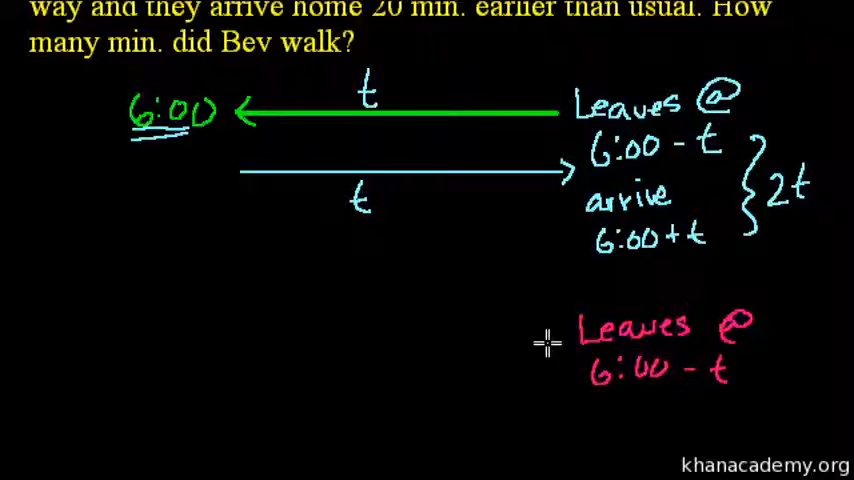 way and they arrive home 20 min. earlier than usual. How
many min. did Bev walk?
t
6:00
Leaves @
6:00 - t
t
arrive
6:00 + t
2t
Leaves @
6:00 - t
khanacademy.org